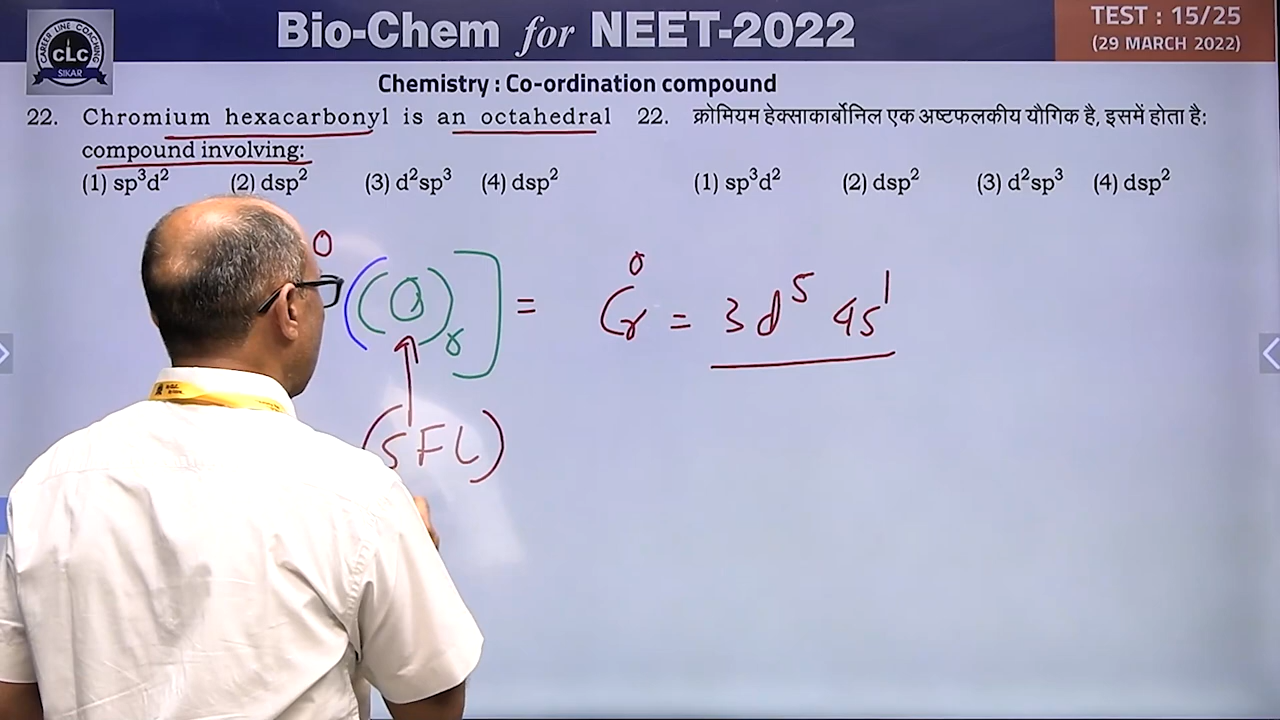 Bio-Chem for NEET-2022
TEST : 15/25
(29 MARCH 2022)
CAREER LINE COACHING
CLC
SIKAR
Chemistry : Co-ordination compound
22. Chromium hexacarbonyl is an octahedral compound involving:
(1) sp³d² (2) dsp² (3) d²sp³ (4) dsp²
22. क्रोमियम हेक्साकार्बोनिल एक अष्टफलकीय यौगिक है, इसमें होता है:
(1) sp³d² (2) dsp² (3) d²sp³ (4) dsp²
0
0
= Cr = 3d⁵ 4s¹
(SFL)